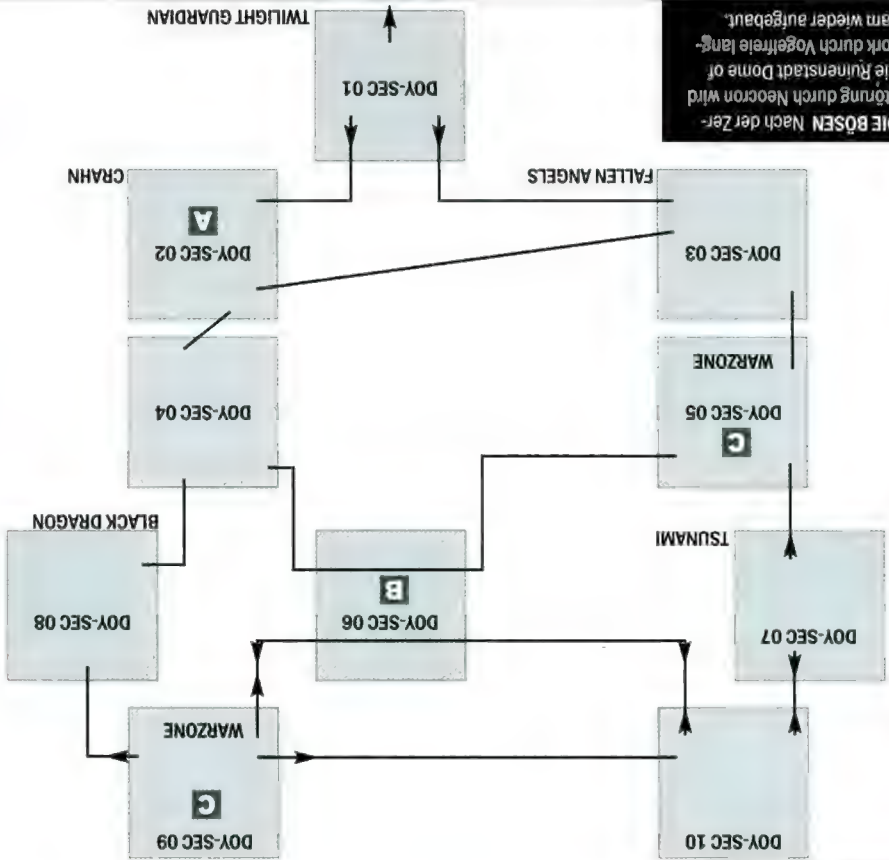 DOY-SEC 10
DOY-SEC 09
C
WARZONE
DOY-SEC 07
TSUNAMI
DOY-SEC 06
B
DOY-SEC 08
BLACK DRAGON
C
DOY-SEC 05
WARZONE
DOY-SEC 04
DOY-SEC 03
FALLEN ANGELS
DOY-SEC 02
A
CRAHN
DOY-SEC 01
TWILIGHT GUARDIAN
DIE BÖSEN Nach der Zer-
törung durch Neocron wird
ie Ruinenstadt Dome of
ork durch Vogelfreie lang-
am wieder aufgebaut.